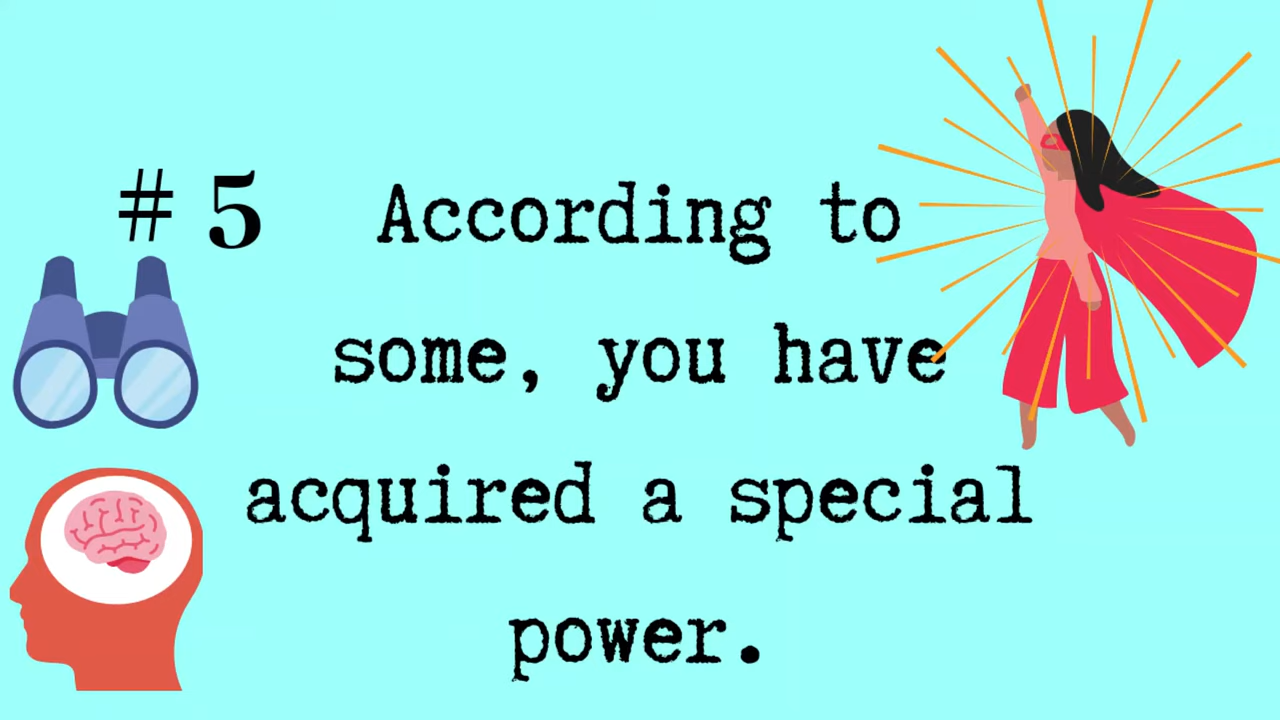 # 5 According to
some, you have
acquired a special
power.